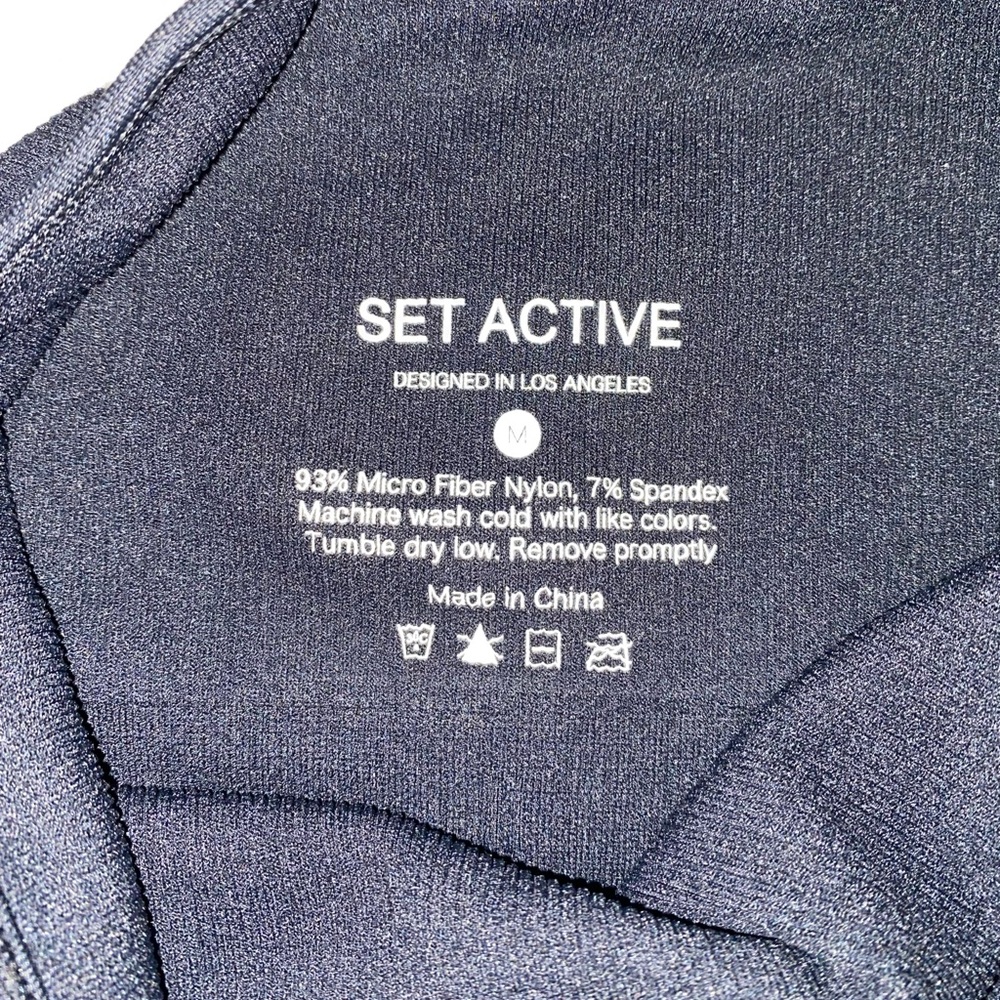 SET ACTIVE
DESIGNED IN LOS ANGELES
M
93% Micro Fiber Nylon, 7% Spandex
Machine wash cold with like colors.
Tumble dry low. Remove promptly
Made in China
30C